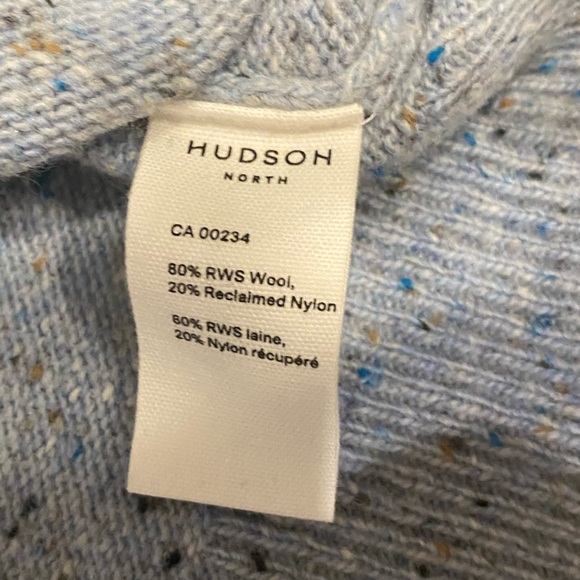 HUDSON
NORTH
CA 00234
80% RWS Wool,
20% Reclaimed Nylon
80% RWS laine,
20% Nylon récupéré